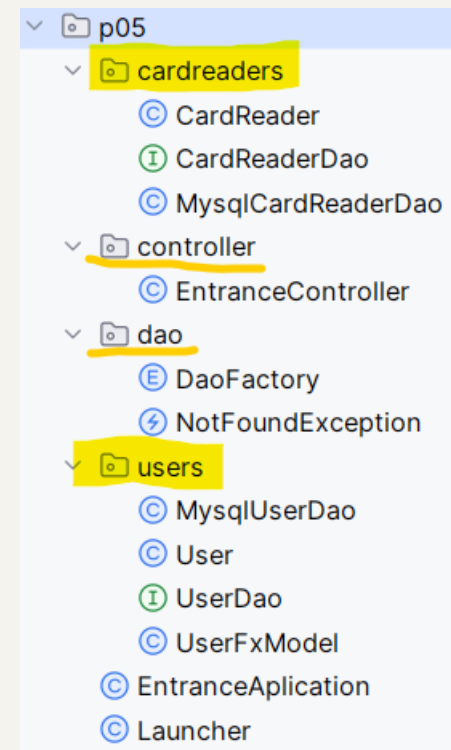 p05
cardreaders
CardReader
CardReaderDao
MysqlCardReaderDao
controller
EntranceController
dao
DaoFactory
NotFoundException
users
MysqlUserDao
User
UserDao
UserFxModel
EntranceAplication
Launcher